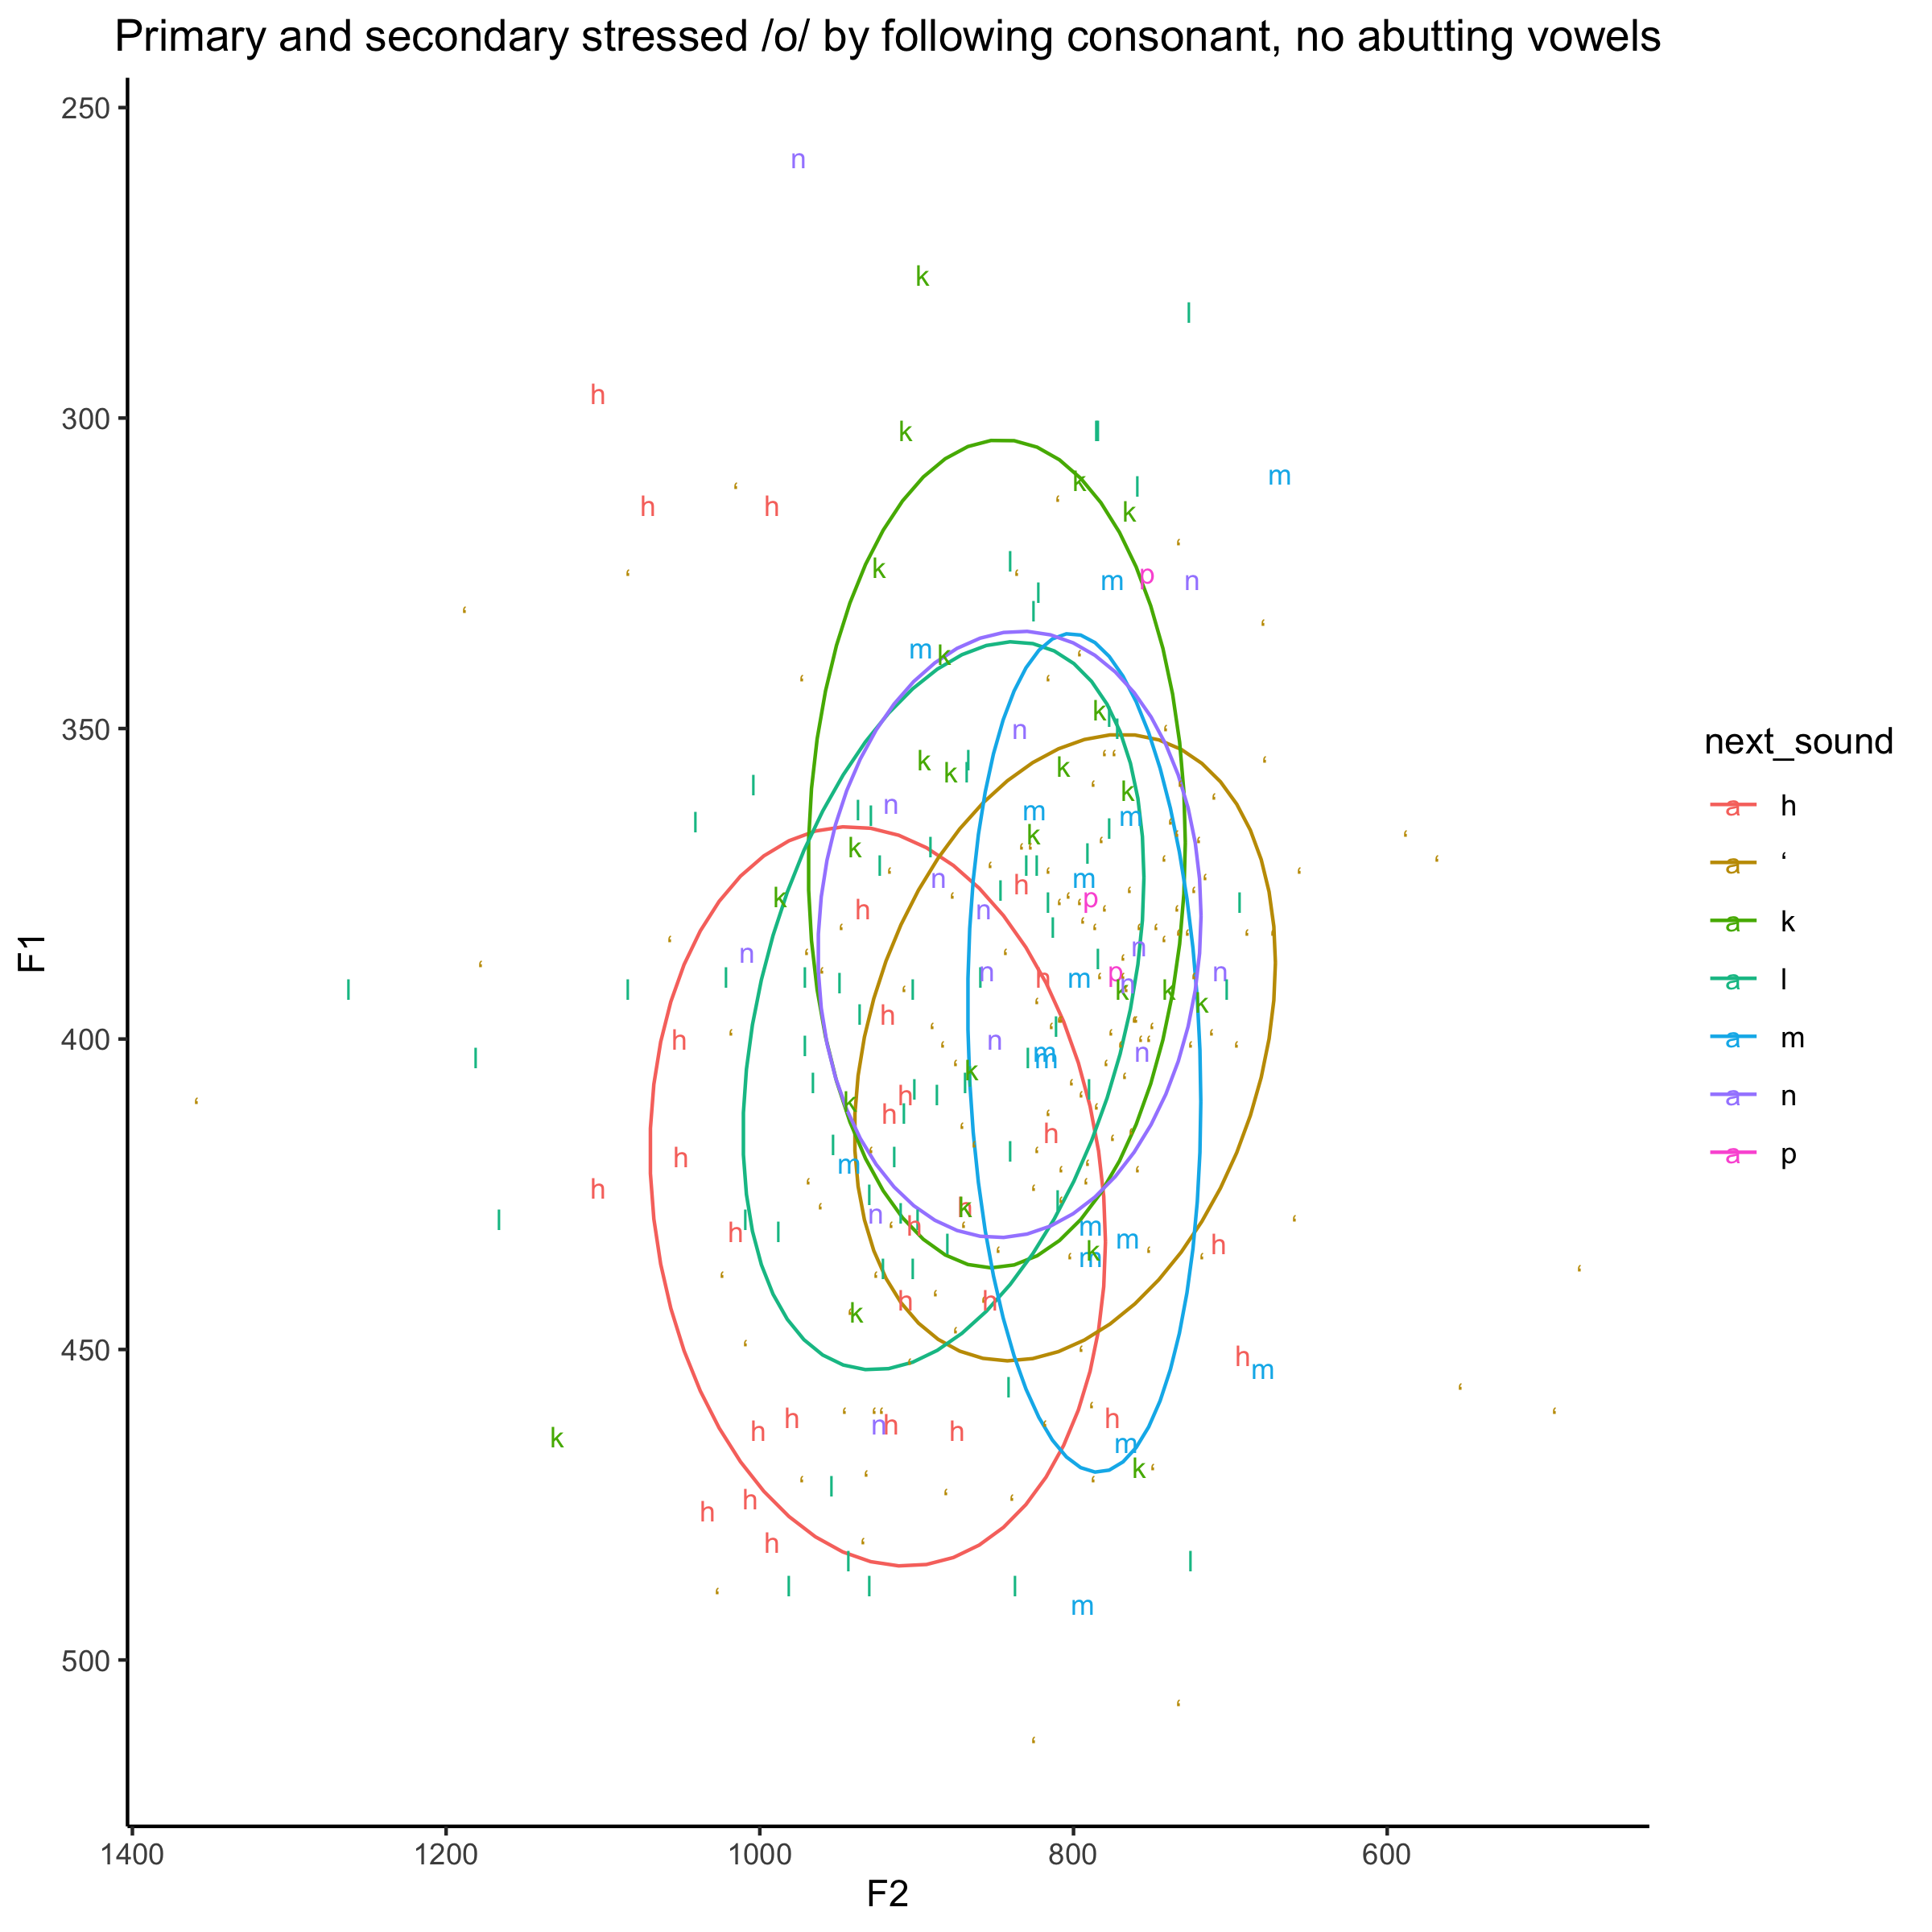 Primary and secondary stressed /o/ by following consonant, no abutting vowels
250
300
350
400
450
500
F1
1400 1200 1000 800 600
F2
next_sound
a h
a ‘
a k
a l
a m
a n
a p